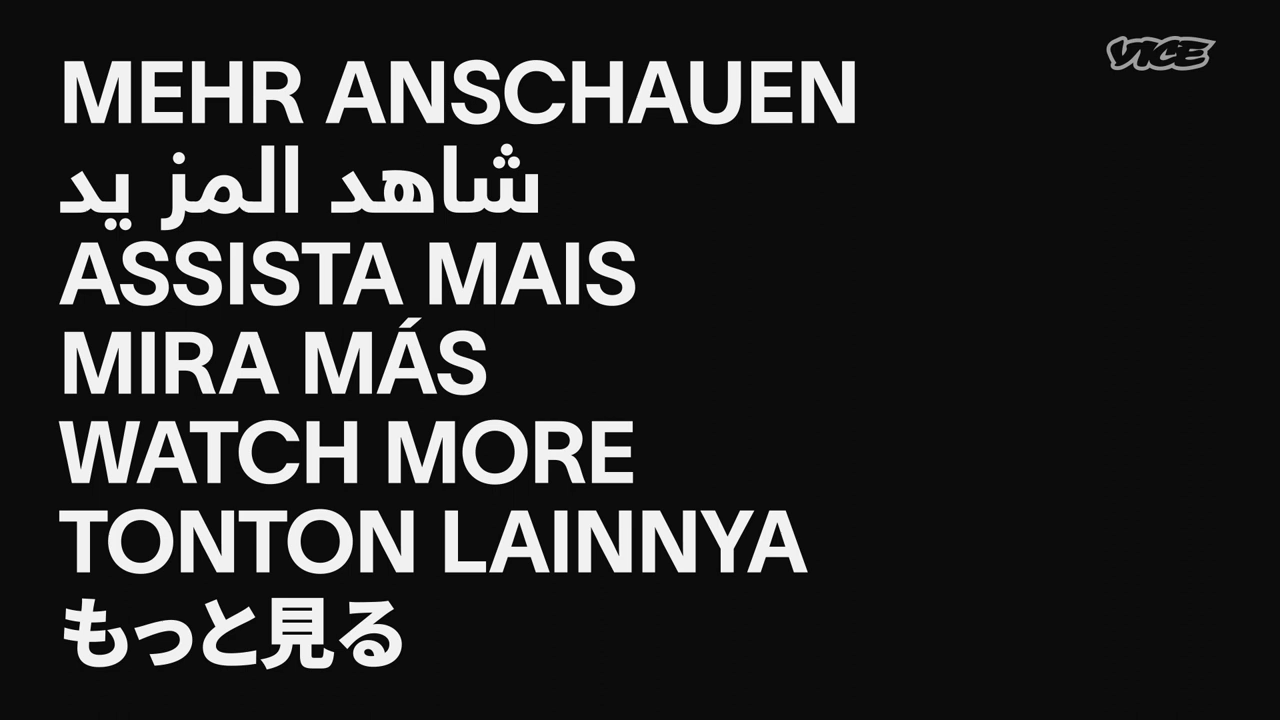 MEHR ANSCHAUEN
شاهد المز يد
ASSISTA MAIS
MIRA MÁS
WATCH MORE
TONTON LAINNYA
もっと見る
VICE